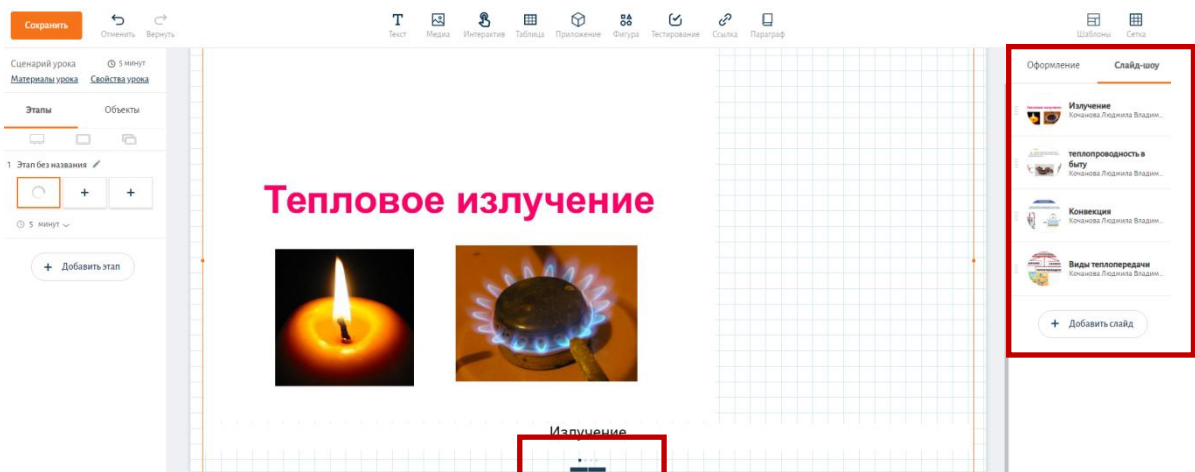 Сохранить
Отменить
Вернуть
Текст
Медиа
Интерактив
Таблица
Приложение
Фигура
Тестирование
Ссылка
Параграф
Шаблоны
Сетка
Сценарий урока
5 минут
Материалы урока
Свойства урока
Этапы
Объекты
1 Этап без названия
5 минут
+ Добавить этап
Тепловое излучение
Излучение
Оформление
Слайд-шоу
Излучение
Кочанова Людмила Владим...
теплопроводность в
быту
Кочанова Людмила Владим...
Конвекция
Кочанова Людмила Владим...
Виды теплопередачи
Кочанова Людмила Владим...
+ Добавить слайд